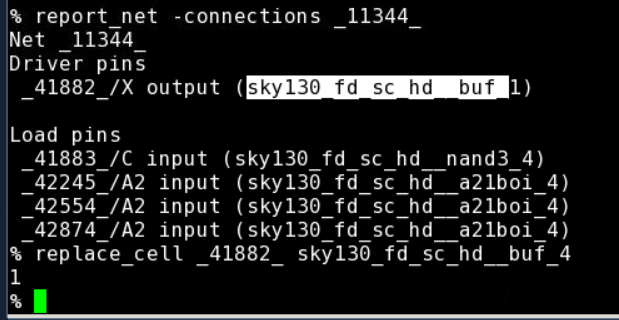 % report_net -connections _11344_
Net _11344_
Driver pins
_41882_/X output (sky130_fd_sc_hd__buf_1)
Load pins
_41883_/C input (sky130_fd_sc_hd__nand3_4)
_42245_/A2 input (sky130_fd_sc_hd__a21boi_4)
_42554_/A2 input (sky130_fd_sc_hd__a21boi_4)
_42874_/A2 input (sky130_fd_sc_hd__a21boi_4)
% replace_cell _41882_ sky130_fd_sc_hd__buf_4
1
%